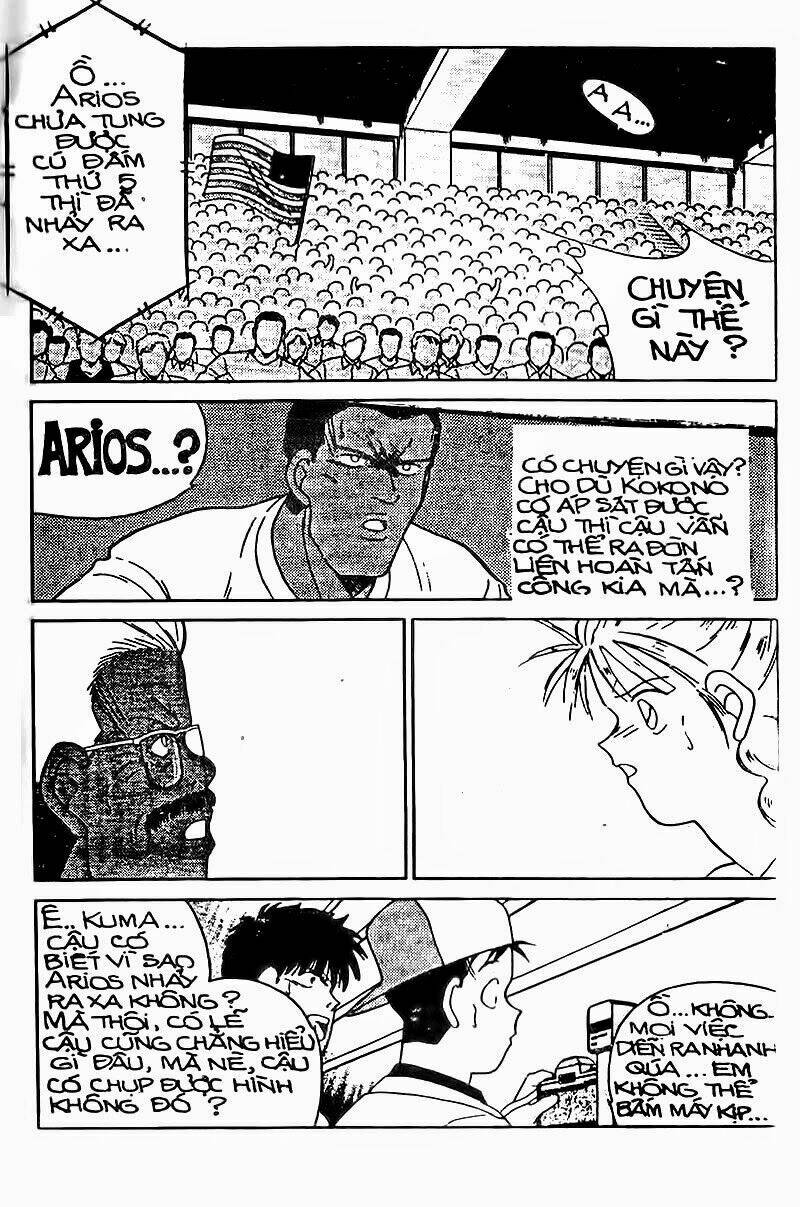 Ồ...
ARIOS
CHƯA TUNG
ĐƯỢC
CÚ ĐẤM
THỨ 5
THÌ ĐÃ
NHẢY RA
XA...
A A...
CHUYỆN
GÌ THẾ
NÀY ?
ARIOS...?
CÓ CHUYỆN GÌ VẬY?
CHO DÙ KOKONO
CÓ ÁP SÁT ĐƯỢC
CẬU THÌ CẬU VẪN
CÓ THỂ RA ĐÒN
LIÊN HOÀN TẤN
CÔNG KIA MÀ...?
Ê.. KUMA...
CẬU CÓ
BIẾT VÌ SAO
ARIOS NHẢY
RA XA KHÔNG?
MÀ THÔI, CÓ LẼ
CẬU CŨNG CHẲNG HIỂU
GÌ ĐÂU, MÀ NÈ, CẬU
CÓ CHỤP ĐƯỢC HÌNH
KHÔNG ĐÓ ?
Ồ...KHÔNG
MỌI VIỆC
DIỄN RA NHANH
QÚA... EM
KHÔNG THỂ
BẤM MÁY KỊP...